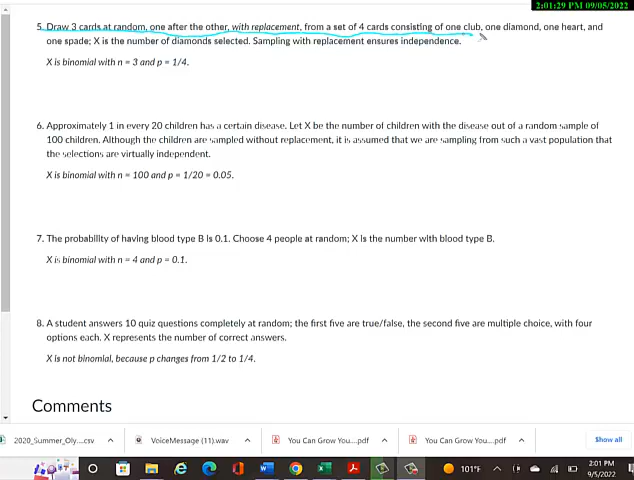 2:01:29 PM 09/05/2022
5. Draw 3 cards at random, one after the other, with replacement, from a set of 4 cards consisting of one club, one diamond, one heart, and
one spade; X is the number of diamonds selected. Sampling with replacement ensures independence.
X is binomial with n = 3 and p = 1/4.
6. Approximately 1 in every 20 children has a certain disease. Let X be the number of children with the disease out of a random sample of
100 children. Although the children are sampled without replacement, it is assumed that we are sampling from such a vast population that
the selections are virtually independent.
X is binomial with n = 100 and p = 1/20 = 0.05.
7. The probability of having blood type B is 0.1. Choose 4 people at random; X is the number with blood type B.
X is binomial with n = 4 and p = 0.1.
8. A student answers 10 quiz questions completely at random; the first five are true/false, the second five are multiple choice, with four
options each. X represents the number of correct answers.
X is not binomial, because p changes from 1/2 to 1/4.
Comments
2020_Summer_Oly....csv
VoiceMessage (11).wav
You Can Grow You....pdf
You Can Grow You....pdf
Show all
101°F
2:01 PM
9/5/2022